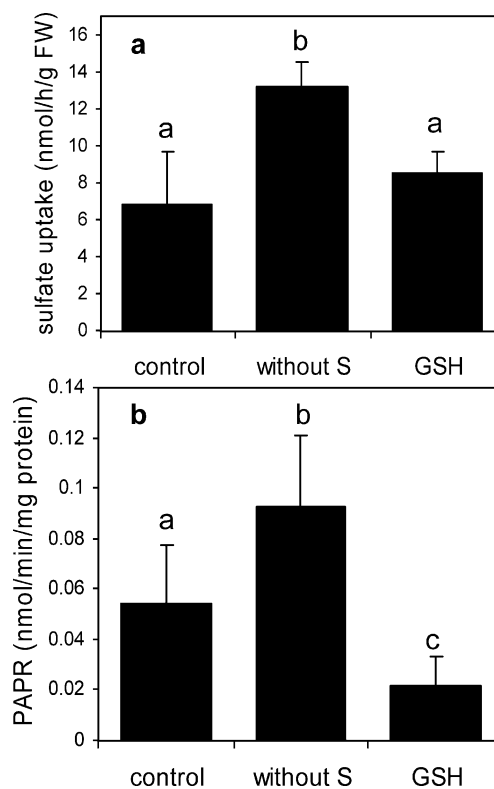 16
14
12
10
8
6
4
2
0
sulfate uptake (nmol/h/g FW)
a
a
b
a
control without S GSH
0.14
0.12
0.1
0.08
0.06
0.04
0.02
0
PAPR (nmol/min/mg protein)
b
a
b
c
control without S GSH